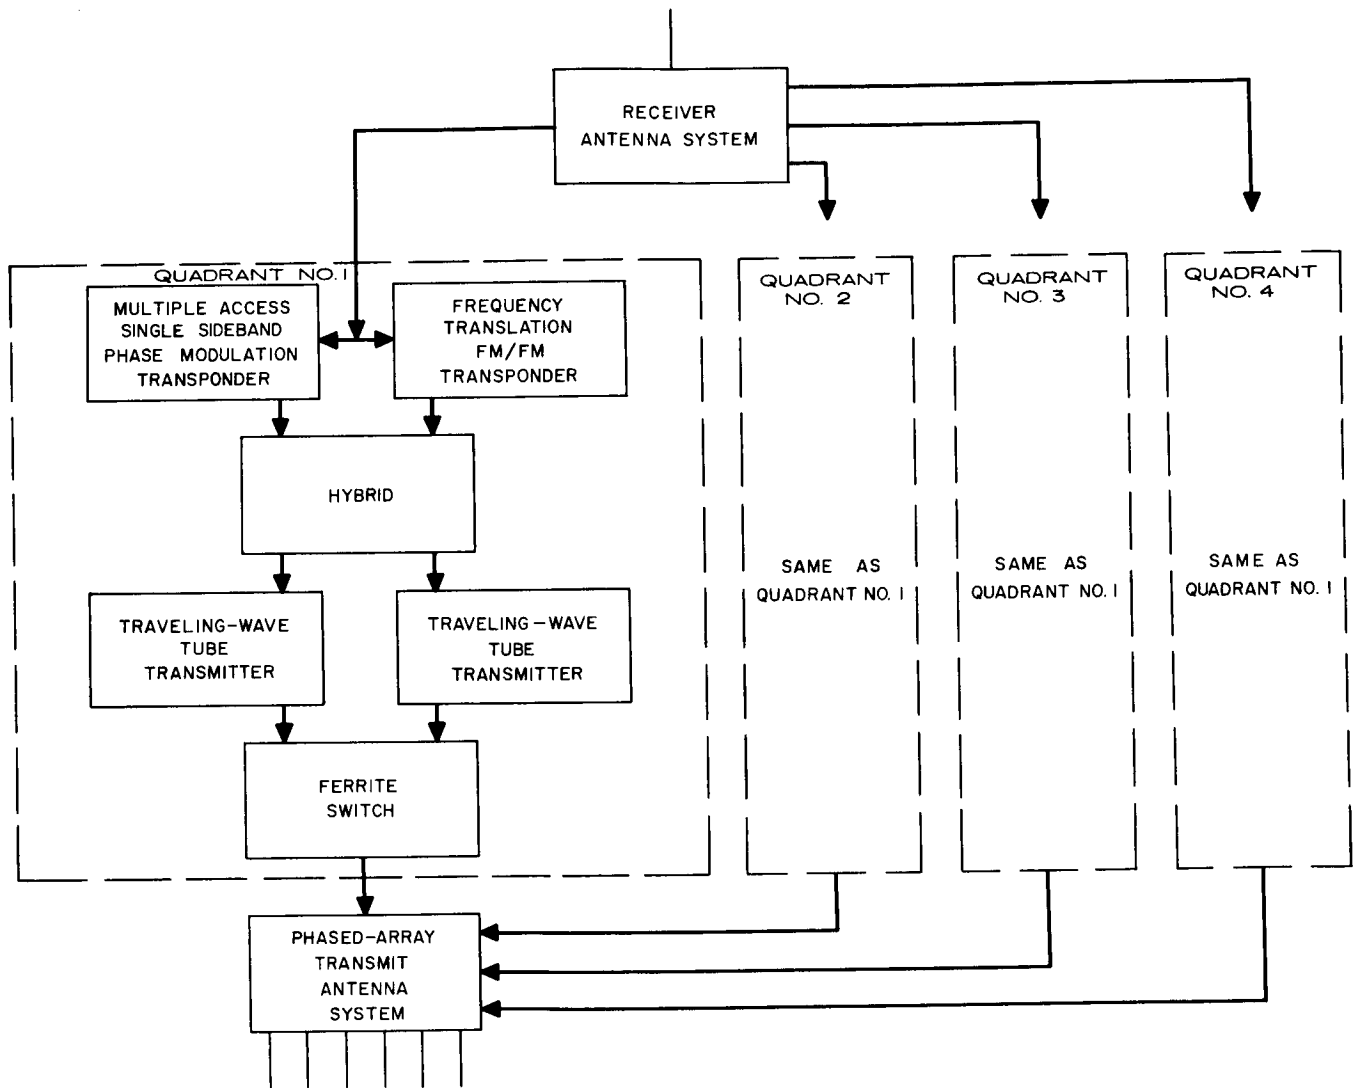 RECEIVER
ANTENNA SYSTEM
QUADRANT NO. 1
MULTIPLE ACCESS
SINGLE SIDEBAND
PHASE MODULATION
TRANSPONDER
FREQUENCY
TRANSLATION
FM/FM
TRANSPONDER
HYBRID
TRAVELING-WAVE
TUBE
TRANSMITTER
TRAVELING-WAVE
TUBE
TRANSMITTER
FERRITE
SWITCH
QUADRANT
NO. 2
SAME AS
QUADRANT NO. 1
QUADRANT
NO. 3
SAME AS
QUADRANT NO. 1
QUADRANT
NO. 4
SAME AS
QUADRANT NO. 1
PHASED-ARRAY
TRANSMIT
ANTENNA
SYSTEM